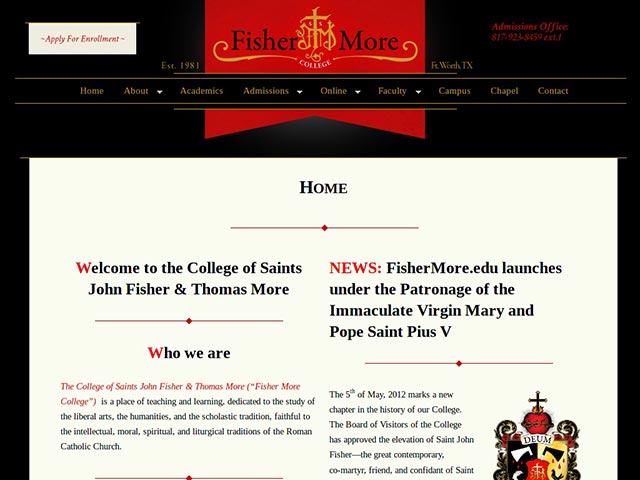 ~Apply For Enrollment ~
Fisher More
COLLEGE
Est. 1981
Ft. Worth, TX
Admissions Office:
817-923-8459 ext.1
Home About Academics Admissions Online Faculty Campus Chapel Contact
HOME
Welcome to the College of Saints
John Fisher & Thomas More
Who we are
The College of Saints John Fisher & Thomas More (“Fisher More
College”) is a place of teaching and learning, dedicated to the study of
the liberal arts, the humanities, and the scholastic tradition, faithful to
the intellectual, moral, spiritual, and liturgical traditions of the Roman
Catholic Church.
NEWS: FisherMore.edu launches
under the Patronage of the
Immaculate Virgin Mary and
Pope Saint Pius V
The 5th of May, 2012 marks a new
chapter in the history of our College.
The Board of Visitors of the College
has approved the elevation of Saint John
Fisher—the great contemporary,
co-martyr, friend, and confidant of Saint
DEUM